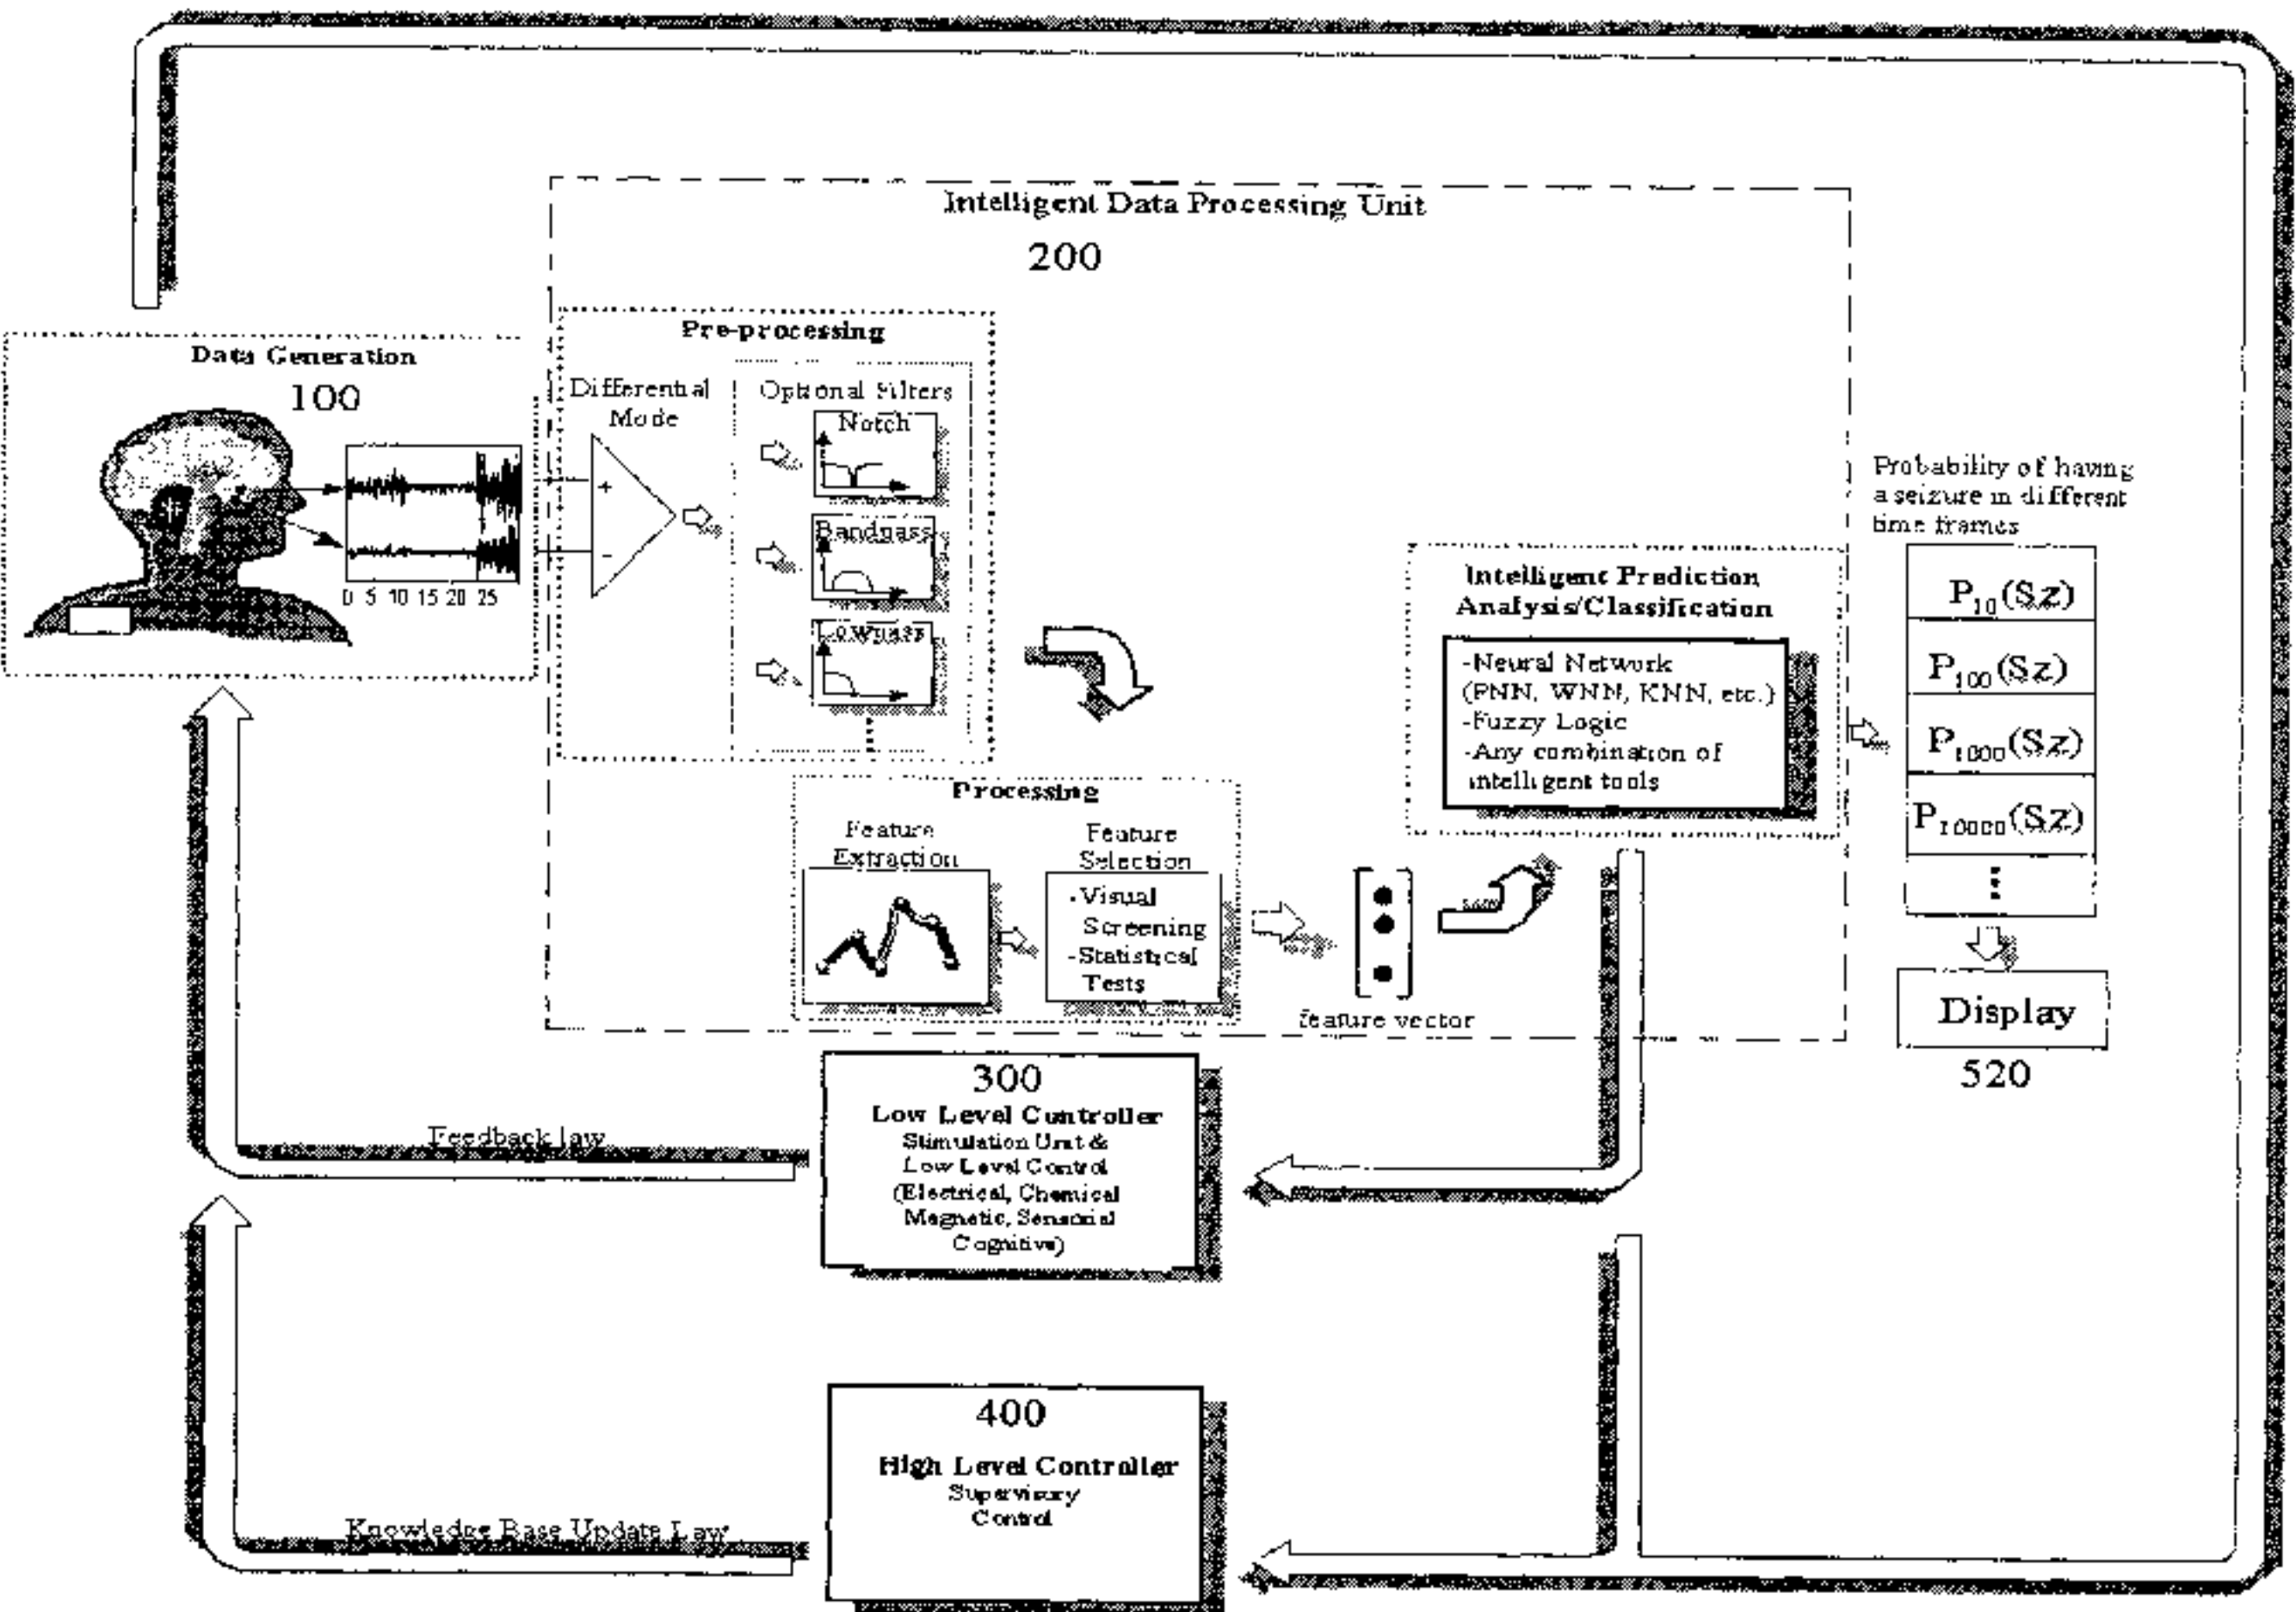 Intelligent Data Processing Unit
200
Data Generation
100
0 5 10 15 20 25
Pre-processing
Differential
Mode
+
-
Optional Filters
Notch
Bandpass
Lowpass
Processing
Feature
Extraction
Feature
Selection
-Visual
Screening
-Statistical
Tests
feature vector
Intelligent Prediction
Analysis/Classification
-Neural Network
(PNN, WNN, KNN, etc.)
-Fuzzy Logic
-Any combination of
intelligent tools
Probability of having
a seizure in different
time frames
P10(Sz)
P100(Sz)
P1000(Sz)
P10000(Sz)
Display
520
300
Low Level Controller
Stimulation Unit &
Low Level Control
(Electrical, Chemical
Magnetic, Sensorial
Cognitive)
Feedback law
400
High Level Controller
Supervisory
Control
Knowledge Base Update Law